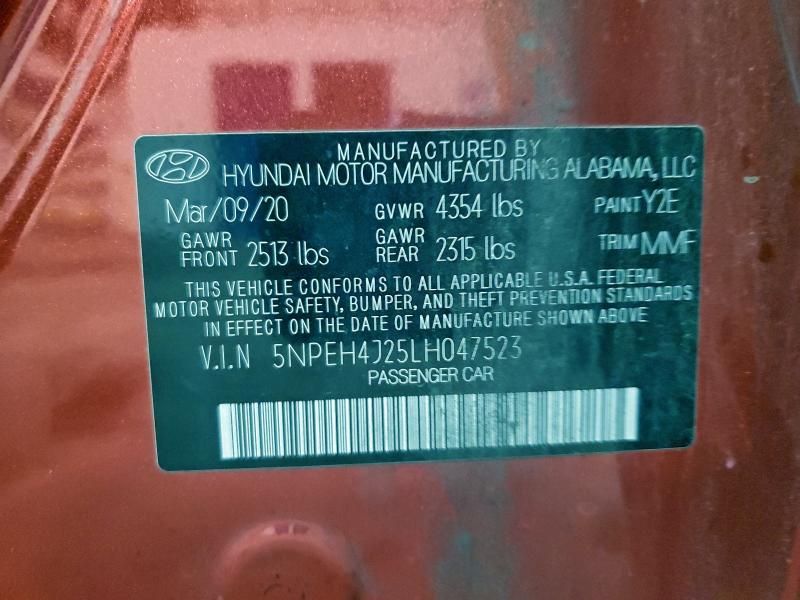 MANUFACTURED BY
HYUNDAI MOTOR MANUFACTURING ALABAMA, LLC
Mar/09/20 GVWR 4354 lbs PAINT Y2E
GAWR FRONT 2513 lbs GAWR REAR 2315 lbs TRIM MMF
THIS VEHICLE CONFORMS TO ALL APPLICABLE U.S.A. FEDERAL
MOTOR VEHICLE SAFETY, BUMPER, AND THEFT PREVENTION STANDARDS
IN EFFECT ON THE DATE OF MANUFACTURING SHOWN ABOVE
V.I.N 5NPEH4J25LH047523
PASSENGER CAR